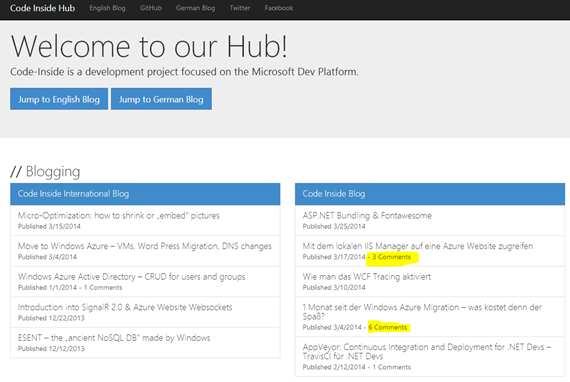 Code Inside Hub English Blog GitHub German Blog Twitter Facebook
Welcome to our Hub!
Code-Inside is a development project focused on the Microsoft Dev Platform.
Jump to English Blog Jump to German Blog
// Blogging
Code Inside International Blog
Micro-Optimization: how to shrink or „embed“ pictures
Published 3/15/2014
Move to Windows Azure – VMs, Word Press Migration, DNS changes
Published 3/4/2014
Windows Azure Active Directory – CRUD for users and groups
Published 1/1/2014 - 1 Comments
Introduction into SignalR 2.0 & Azure Website Websockets
Published 12/22/2013
ESENT – the „ancient NoSQL DB“ made by Windows
Published 12/12/2013
Code Inside Blog
ASP.NET Bundling & Fontawesome
Published 3/25/2014
Mit dem lokalen IIS Manager auf eine Azure Website zugreifen
Published 3/17/2014 - 3 Comments
Wie man das WCF Tracing aktiviert
Published 3/10/2014
1 Monat seit der Windows Azure Migration – was kostet denn der
Spaß?
Published 3/4/2014 - 6 Comments
AppVeyor: Continuous Integration and Deployment for .NET Devs –
TravisCI für .NET Devs
Published 2/12/2014 - 1 Comments